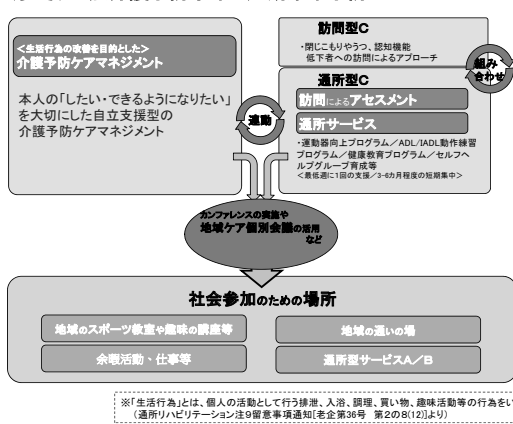 <生活行為の改善を目的とした>
介護予防ケアマネジメント
本人の「したい・できるようになりたい」
を大切にした自立支援型の
介護予防ケアマネジメント
連動
訪問型C
・閉じこもりやうつ、認知機能
低下者への訪問によるアプローチ
組み
合わせ
通所型C
訪問によるアセスメント
通所サービス
・運動器向上プログラム/ADL/IADL動作練習
プログラム/健康教育プログラム/セルフヘ
ルプグループ育成等
<最低週に1回の支援/3-6カ月程度の短期集中>
カンファレンスの実施や
地域ケア個別会議の活用
など
社会参加のための場所
地域のスポーツ教室や趣味の講座等
地域の通いの場
余暇活動・仕事等
通所型サービスA/B
※「生活行為」とは、個人の活動として行う排泄、入浴、調理、買い物、趣味活動等の行為をい
(通所リハビリテーション注9留意事項通知[老企第36号 第2の8(12)]より)